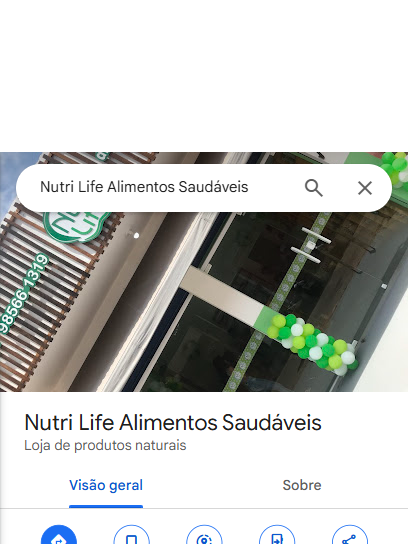 Nutri Life Alimentos Saudáveis
98566-1319
Nutri Life Alimentos Saudáveis
Loja de produtos naturais
Visão geral
Sobre